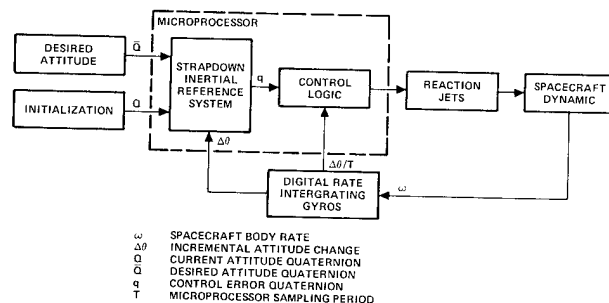 MICROPROCESSOR
DESIRED
ATTITUDE
Q̅
INITIALIZATION
Q
STRAPDOWN
INERTIAL
REFERENCE
SYSTEM
q
CONTROL
LOGIC
REACTION
JETS
SPACECRAFT
DYNAMIC
Δθ
Δθ/T
DIGITAL RATE
INTERGRATING
GYROS
ω
ω SPACECRAFT BODY RATE
Δθ INCREMENTAL ATTITUDE CHANGE
Q CURRENT ATTITUDE QUATERNION
Q̅ DESIRED ATTITUDE QUATERNION
q CONTROL ERROR QUATERNION
T MICROPROCESSOR SAMPLING PERIOD